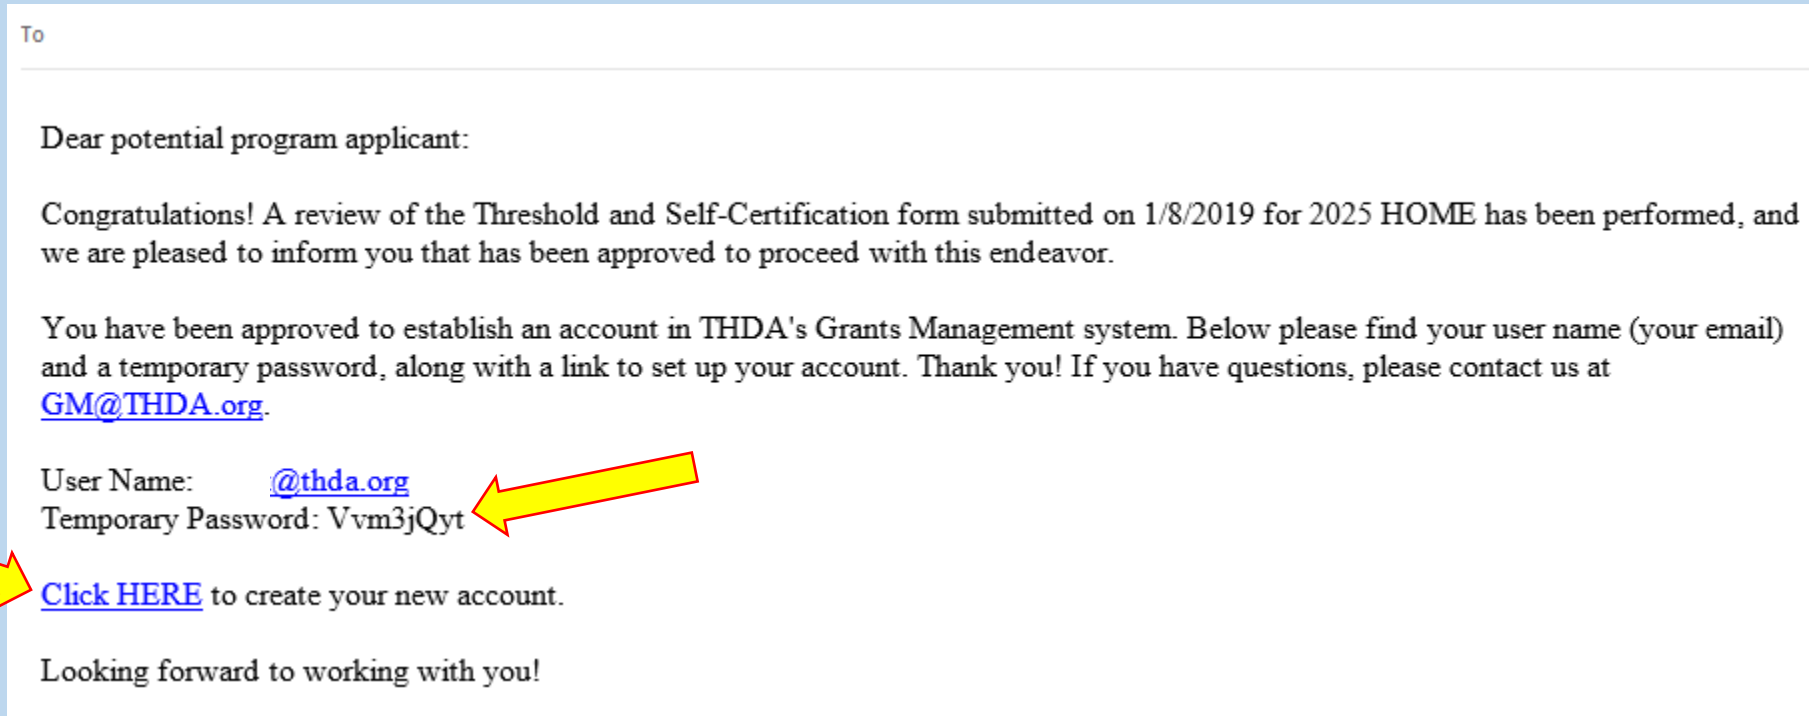 To
Dear potential program applicant:
Congratulations! A review of the Threshold and Self-Certification form submitted on 1/8/2019 for 2025 HOME has been performed, and
we are pleased to inform you that has been approved to proceed with this endeavor.
You have been approved to establish an account in THDA's Grants Management system. Below please find your user name (your email)
and a temporary password, along with a link to set up your account. Thank you! If you have questions, please contact us at
GM@THDA.org.
User Name: @thda.org
Temporary Password: Vvm3jQyt
Click HERE to create your new account.
Looking forward to working with you!